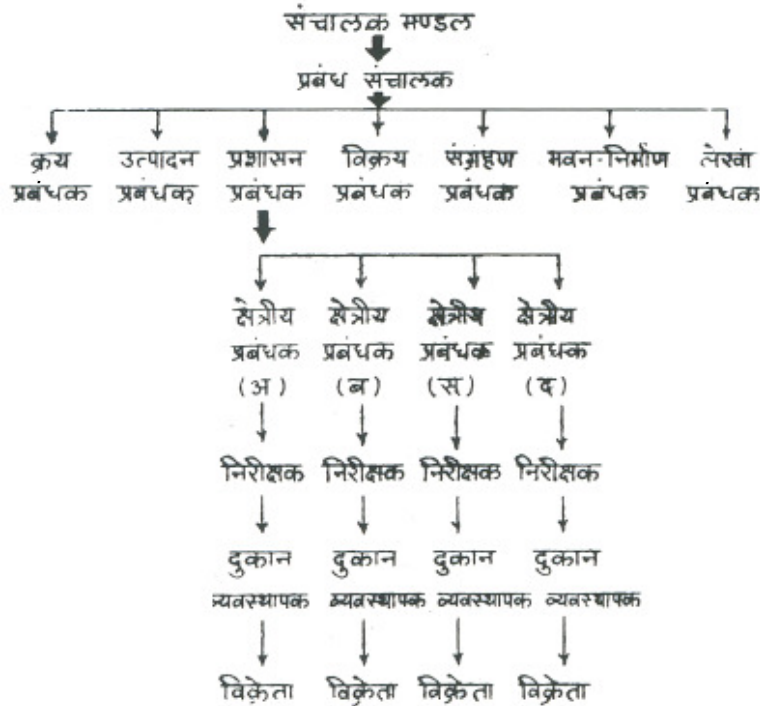 संचालक मण्डल
प्रबंध संचालक
क्रय उत्पादन प्रशासन विक्रय संग्रहण भवन-निर्माण लेखा
प्रबंधक प्रबंधक प्रबंधक प्रबंधक प्रबंधक प्रबंधक प्रबंधक
क्षेत्रीय क्षेत्रीय क्षेत्रीय क्षेत्रीय
प्रबंधक प्रबंधक प्रबंधक प्रबंधक
(अ) (ब) (स) (द)
निरीक्षक निरीक्षक निरीक्षक निरीक्षक
दुकान दुकान दुकान दुकान
व्यवस्थापक व्यवस्थापक व्यवस्थापक व्यवस्थापक
विक्रेता विक्रेता विक्रेता विक्रेता